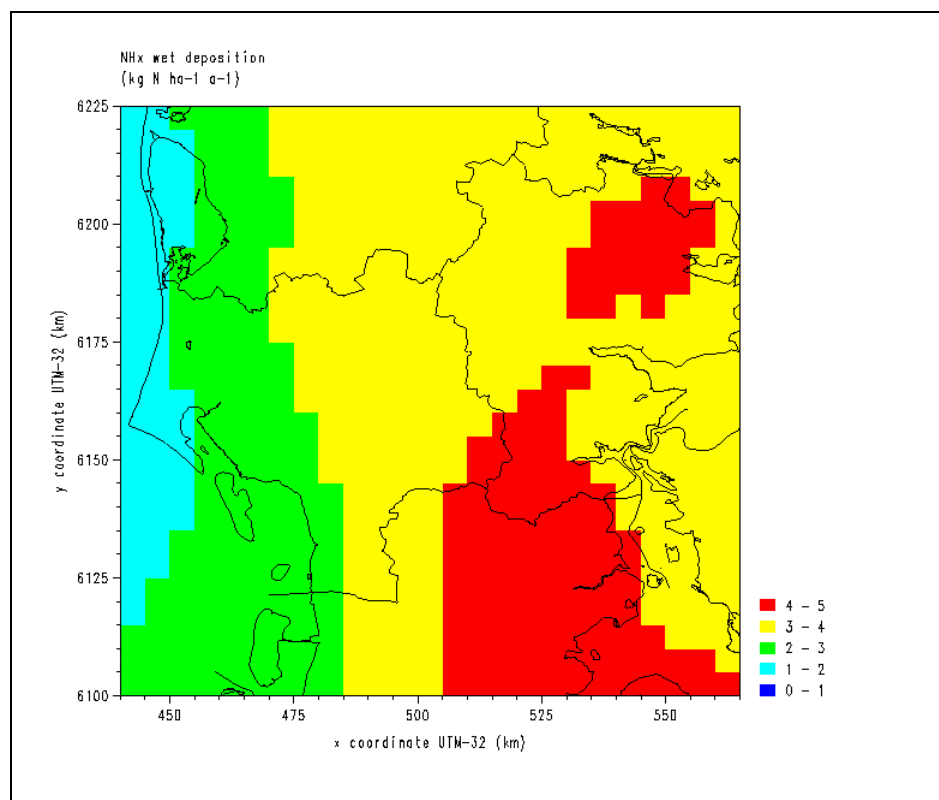 NHx wet deposition
(kg N ha-1 a-1)
6225
6200
6175
6150
6125
6100
y coordinate UTM-32 (km)
450
475
500
525
550
x coordinate UTM-32 (km)
4 - 5
3 - 4
2 - 3
1 - 2
0 - 1